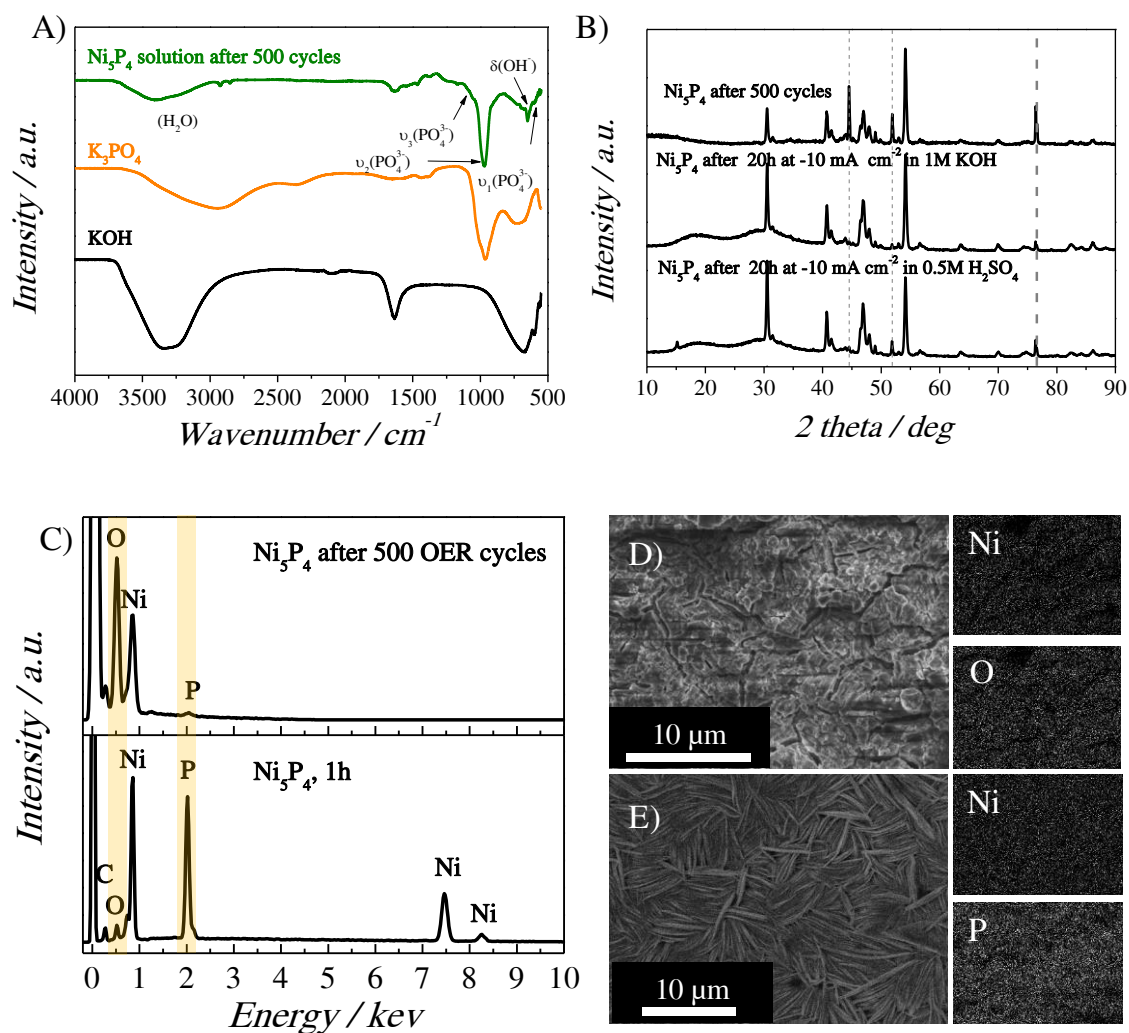 A)
Ni₅P₄ solution after 500 cycles
δ(OH⁻)
(H₂O)
υ₃(PO₄³⁻)
K₃PO₄
υ₂(PO₄³⁻)
υ₁(PO₄³⁻)
KOH
Intensity / a.u.
4000 3500 3000 2500 2000 1500 1000 500
Wavenumber / cm⁻¹
B)
Ni₅P₄ after 500 cycles
Ni₅P₄ after 20h at -10 mA cm⁻² in 1M KOH
Ni₅P₄ after 20h at -10 mA cm⁻² in 0.5M H₂SO₄
Intensity / a.u.
10 20 30 40 50 60 70 80 90
2 theta / deg
C)
O
Ni₅P₄ after 500 OER cycles
Ni
P
Ni
P
Ni₅P₄, 1h
C
O
Ni
Ni
Intensity / a.u.
0 1 2 3 4 5 6 7 8 9 10
Energy / kev
D)
10 µm
Ni
O
E)
10 µm
Ni
P